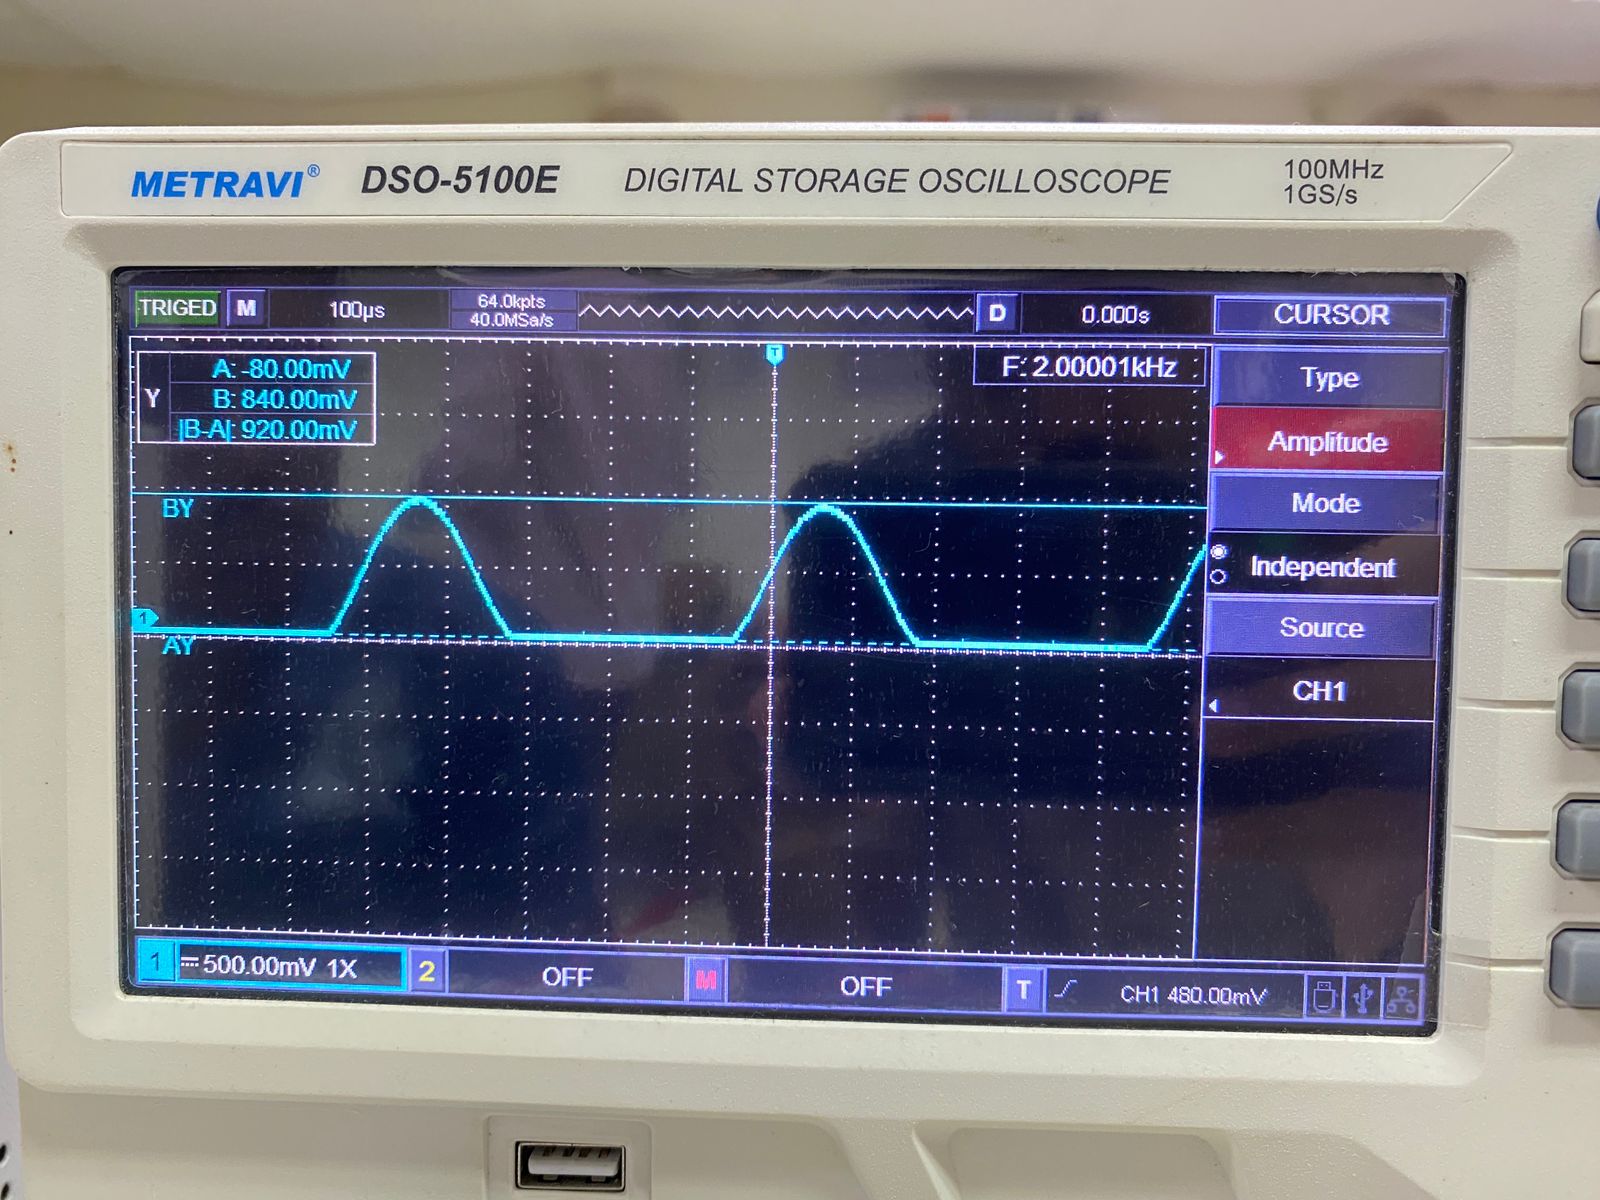 METRAVI® DSO-5100E DIGITAL STORAGE OSCILLOSCOPE 100MHz
1GS/s
TRIGED M 100µs 64.0kpts D 0.000s CURSOR
40.0MSa/s
T
Y A: -80.00mV
B: 840.00mV
|B-A|: 920.00mV
F: 2.00001kHz
Type
Amplitude
Mode
BY
Independent
1
AY
Source
CH1
1 500.00mV 1X 2 OFF M OFF T CH1 480.00mV